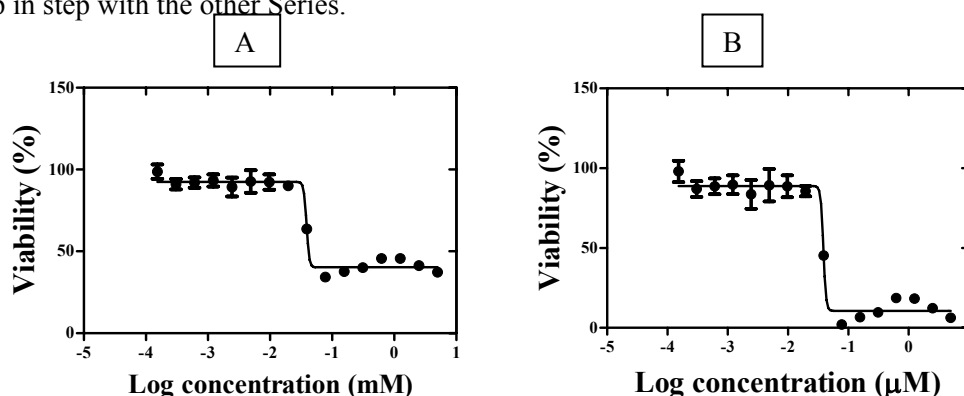 in step with the other Series.
A
B
150
100
50
0
Viability (%)
-5 -4 -3 -2 -1 0 1
Log concentration (mM)
150
100
50
0
Viability (%)
-5 -4 -3 -2 -1 0
Log concentration (µM)